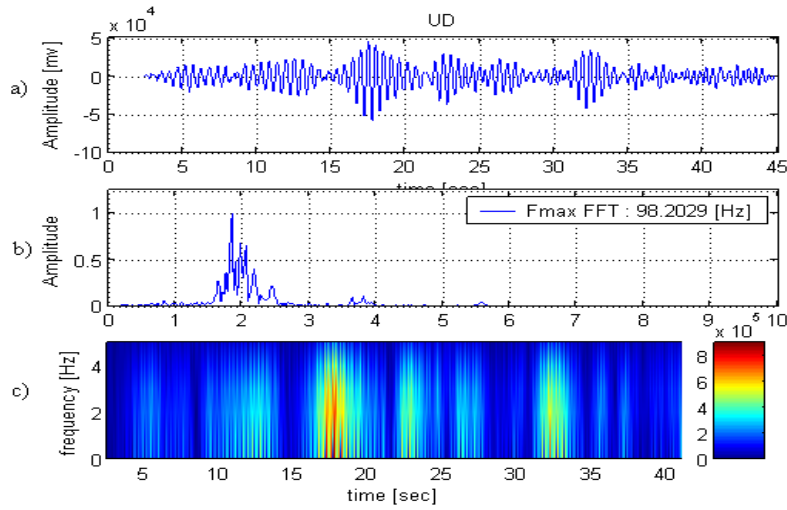 UD
x 10^4
a)
Amplitude [mv]
5
0
-5
-10
0 5 10 15 20 25 30 35 40 45
time [sec]
b)
Amplitude
1
0.5
0
Fmax FFT : 98.2029 [Hz]
0 1 2 3 4 5 6 7 8 9 10
x 10^5
c)
frequency [Hz]
4
2
0
5 10 15 20 25 30 35 40
time [sec]
8
6
4
2
0